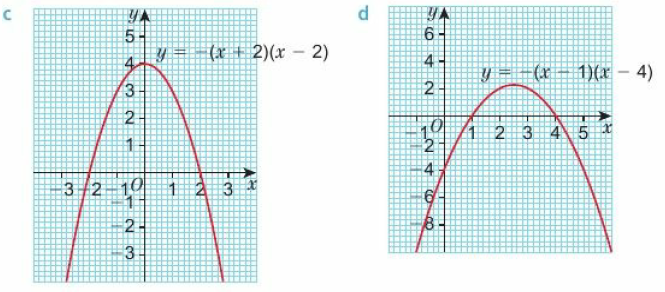 c
y
5
y = −(x + 2)(x − 2)
4
3
2
1
−3 −2 −1 O 1 2 3 x
−1
−2
−3
d
y
6
4
y = −(x − 1)(x − 4)
2
−1 O 1 2 3 4 5 x
−2
−4
−6
−8